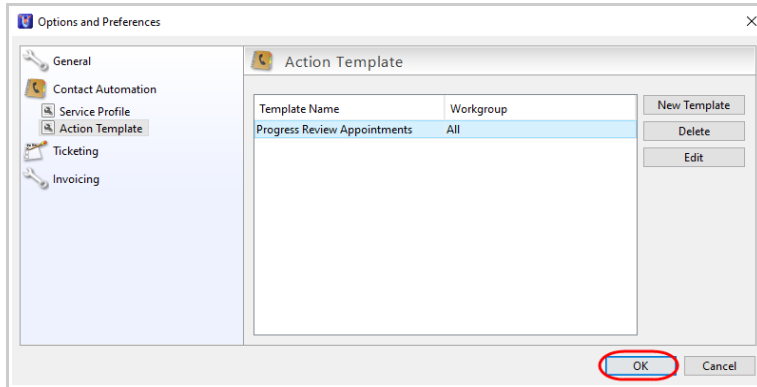 Options and Preferences
General
Contact Automation
Service Profile
Action Template
Ticketing
Invoicing
Action Template
Template Name Workgroup
Progress Review Appointments All
New Template
Delete
Edit
OK Cancel